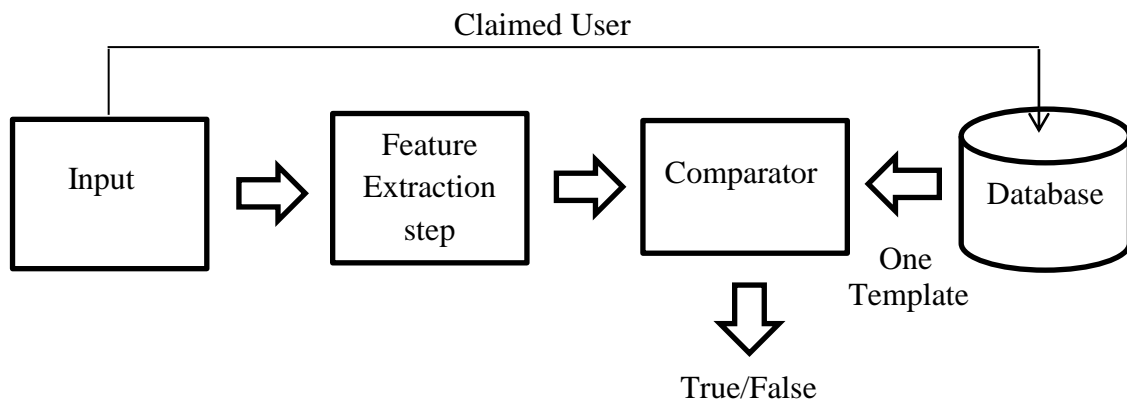 Claimed User
Input
Feature
Extraction
step
Comparator
Database
One
Template
True/False